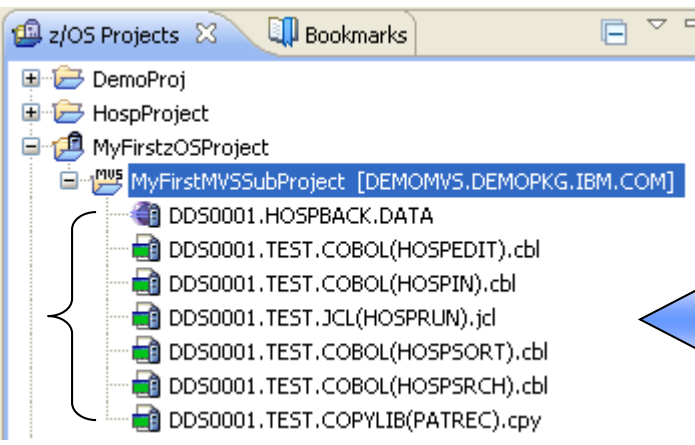 z/OS Projects Bookmarks
DemoProj
HospProject
MyFirstzOSProject
MVS MyFirstMVSSubProject [DEMOMVS.DEMOPKG.IBM.COM]
DDS0001.HOSPBACK.DATA
DDS0001.TEST.COBOL(HOSPEDIT).cbl
DDS0001.TEST.COBOL(HOSPIN).cbl
DDS0001.TEST.JCL(HOSPRUN).jcl
DDS0001.TEST.COBOL(HOSPSORT).cbl
DDS0001.TEST.COBOL(HOSPSRCH).cbl
DDS0001.TEST.COPYLIB(PATREC).cpy